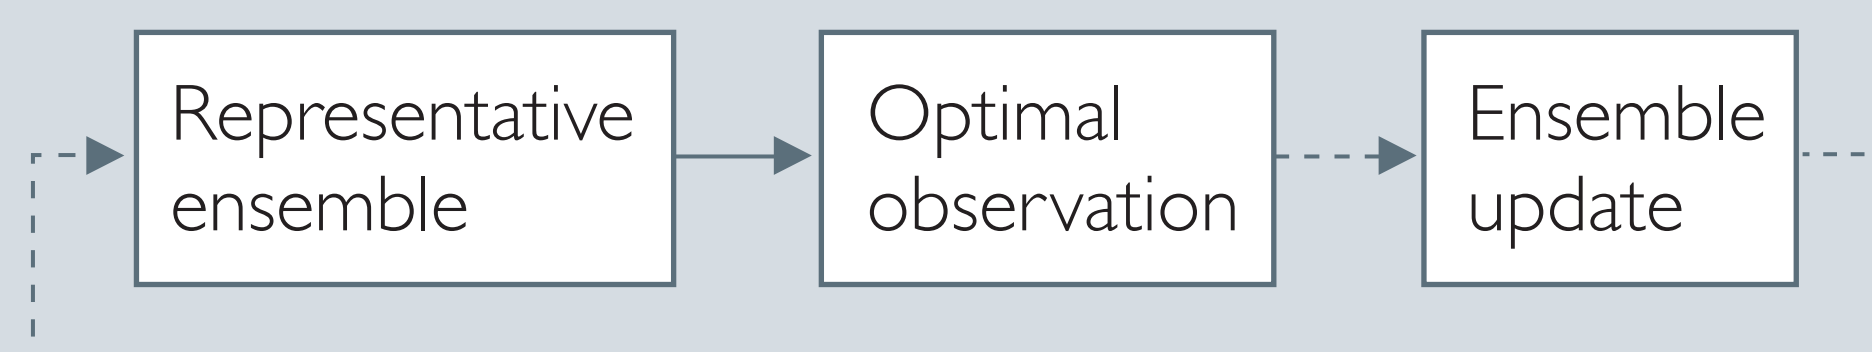 Representative
ensemble
Optimal
observation
Ensemble
update